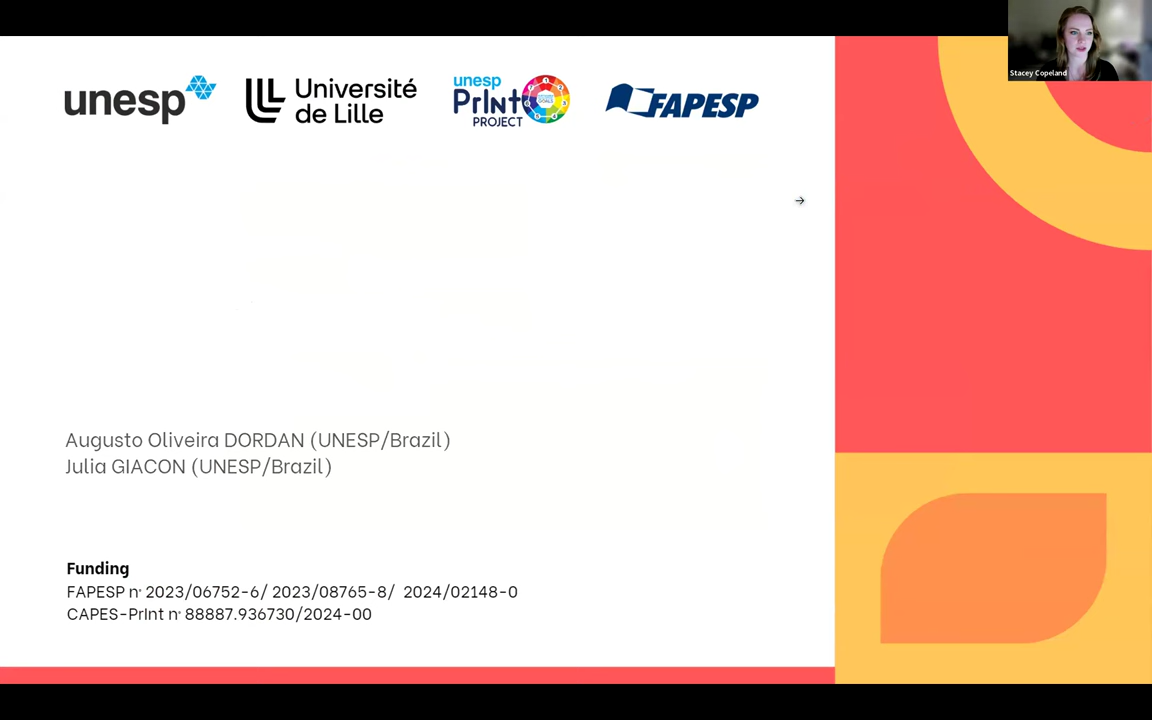 Stacey Copeland
unesp
Université
de Lille
unesp
PrInt
PROJECT
FAPESP
Augusto Oliveira DORDAN (UNESP/Brazil)
Julia GIACON (UNESP/Brazil)
Funding
FAPESP nº 2023/06752-6/ 2023/08765-8/ 2024/02148-0
CAPES-PrInt nº 88887.936730/2024-00